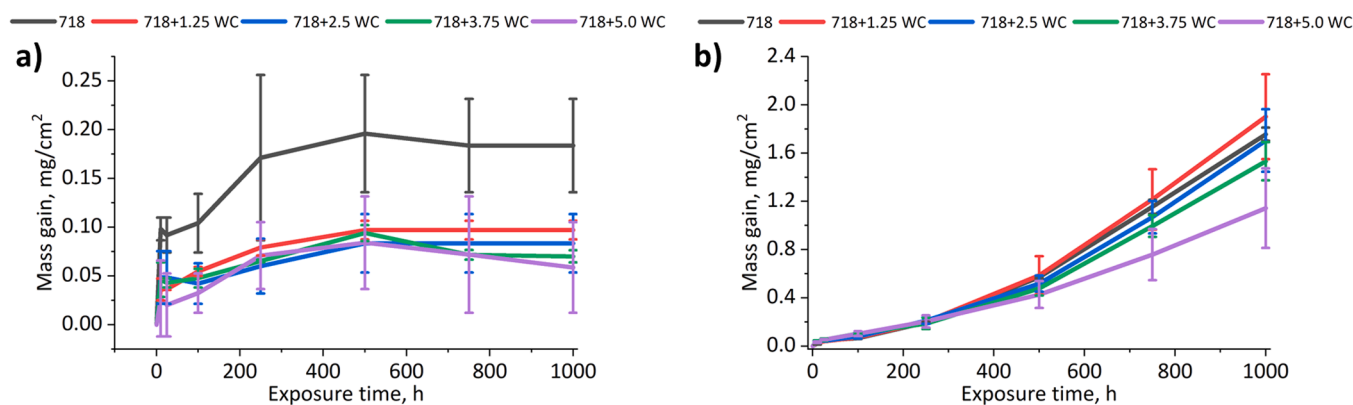 718 718+1.25 WC 718+2.5 WC 718+3.75 WC 718+5.0 WC
a)
0.25
0.20
0.15
0.10
0.05
0.00
Mass gain, mg/cm²
0 200 400 600 800 1000
Exposure time, h
718 718+1.25 WC 718+2.5 WC 718+3.75 WC 718+5.0 WC
b)
2.4
2.0
1.6
1.2
0.8
0.4
0.0
Mass gain, mg/cm²
0 200 400 600 800 1000
Exposure time, h